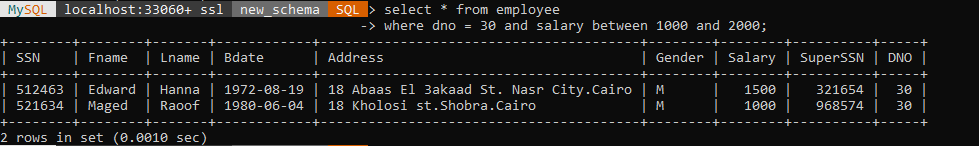 MySQL localhost:33060+ ssl new_schema SQL > select * from employee
-> where dno = 30 and salary between 1000 and 2000;
+--------+--------+-------+------------+----------------------------------------+--------+--------+----------+-----+
| SSN | Fname | Lname | Bdate | Address | Gender | Salary | SuperSSN | DNO |
+--------+--------+-------+------------+----------------------------------------+--------+--------+----------+-----+
| 512463 | Edward | Hanna | 1972-08-19 | 18 Abaas El 3akaad St. Nasr City.Cairo | M | 1500 | 321654 | 30 |
| 521634 | Maged | Raoof | 1980-06-04 | 18 Kholosi st.Shobra.Cairo | M | 1000 | 968574 | 30 |
+--------+--------+-------+------------+----------------------------------------+--------+--------+----------+-----+
2 rows in set (0.0010 sec)